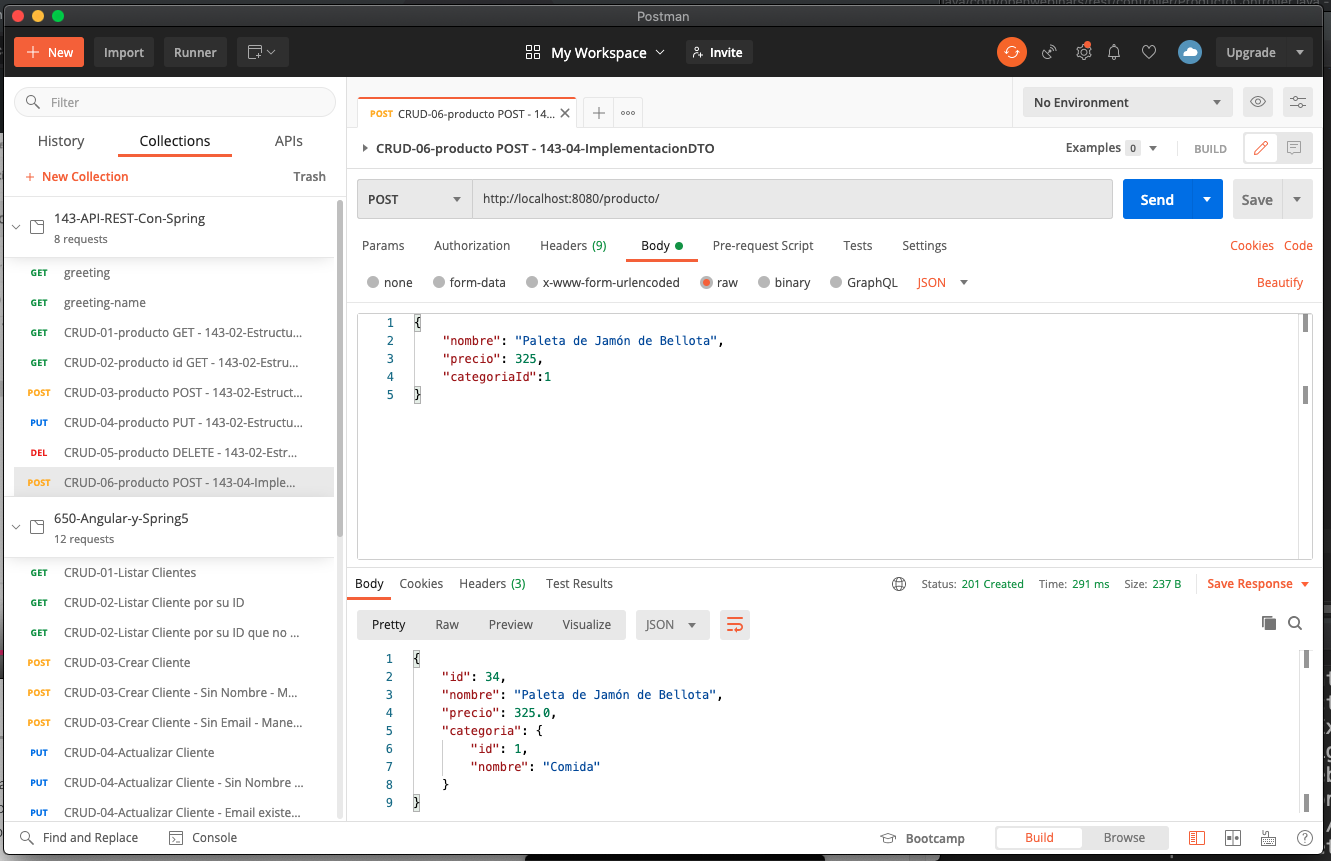 Postman
New
Import
Runner
My Workspace
Invite
Upgrade
Filter
History
Collections
APIs
+ New Collection
Trash
143-API-REST-Con-Spring
8 requests
GET greeting
GET greeting-name
GET CRUD-01-producto GET - 143-02-Estructu...
GET CRUD-02-producto id GET - 143-02-Estru...
POST CRUD-03-producto POST - 143-02-Estruct...
PUT CRUD-04-producto PUT - 143-02-Estructu...
DEL CRUD-05-producto DELETE - 143-02-Estr...
POST CRUD-06-producto POST - 143-04-Imple...
650-Angular-y-Spring5
12 requests
GET CRUD-01-Listar Clientes
GET CRUD-02-Listar Cliente por su ID
GET CRUD-02-Listar Cliente por su ID que no ...
POST CRUD-03-Crear Cliente
POST CRUD-03-Crear Cliente - Sin Nombre - M...
POST CRUD-03-Crear Cliente - Sin Email - Mane...
PUT CRUD-04-Actualizar Cliente
PUT CRUD-04-Actualizar Cliente - Sin Nombre ...
PUT CRUD-04-Actualizar Cliente - Email existe...
POST CRUD-06-producto POST - 14...
No Environment
CRUD-06-producto POST - 143-04-ImplementacionDTO
Examples 0
BUILD
POST
http://localhost:8080/producto/
Send
Save
Params
Authorization
Headers (9)
Body
Pre-request Script
Tests
Settings
Cookies
Code
none
form-data
x-www-form-urlencoded
raw
binary
GraphQL
JSON
Beautify
1 {
2 "nombre": "Paleta de Jamón de Bellota",
3 "precio": 325,
4 "categoriaId":1
5 }
Body
Cookies
Headers (3)
Test Results
Status: 201 Created
Time: 291 ms
Size: 237 B
Save Response
Pretty
Raw
Preview
Visualize
JSON
1 {
2 "id": 34,
3 "nombre": "Paleta de Jamón de Bellota",
4 "precio": 325.0,
5 "categoria": {
6 "id": 1,
7 "nombre": "Comida"
8 }
9 }
Find and Replace
Console
Bootcamp
Build
Browse